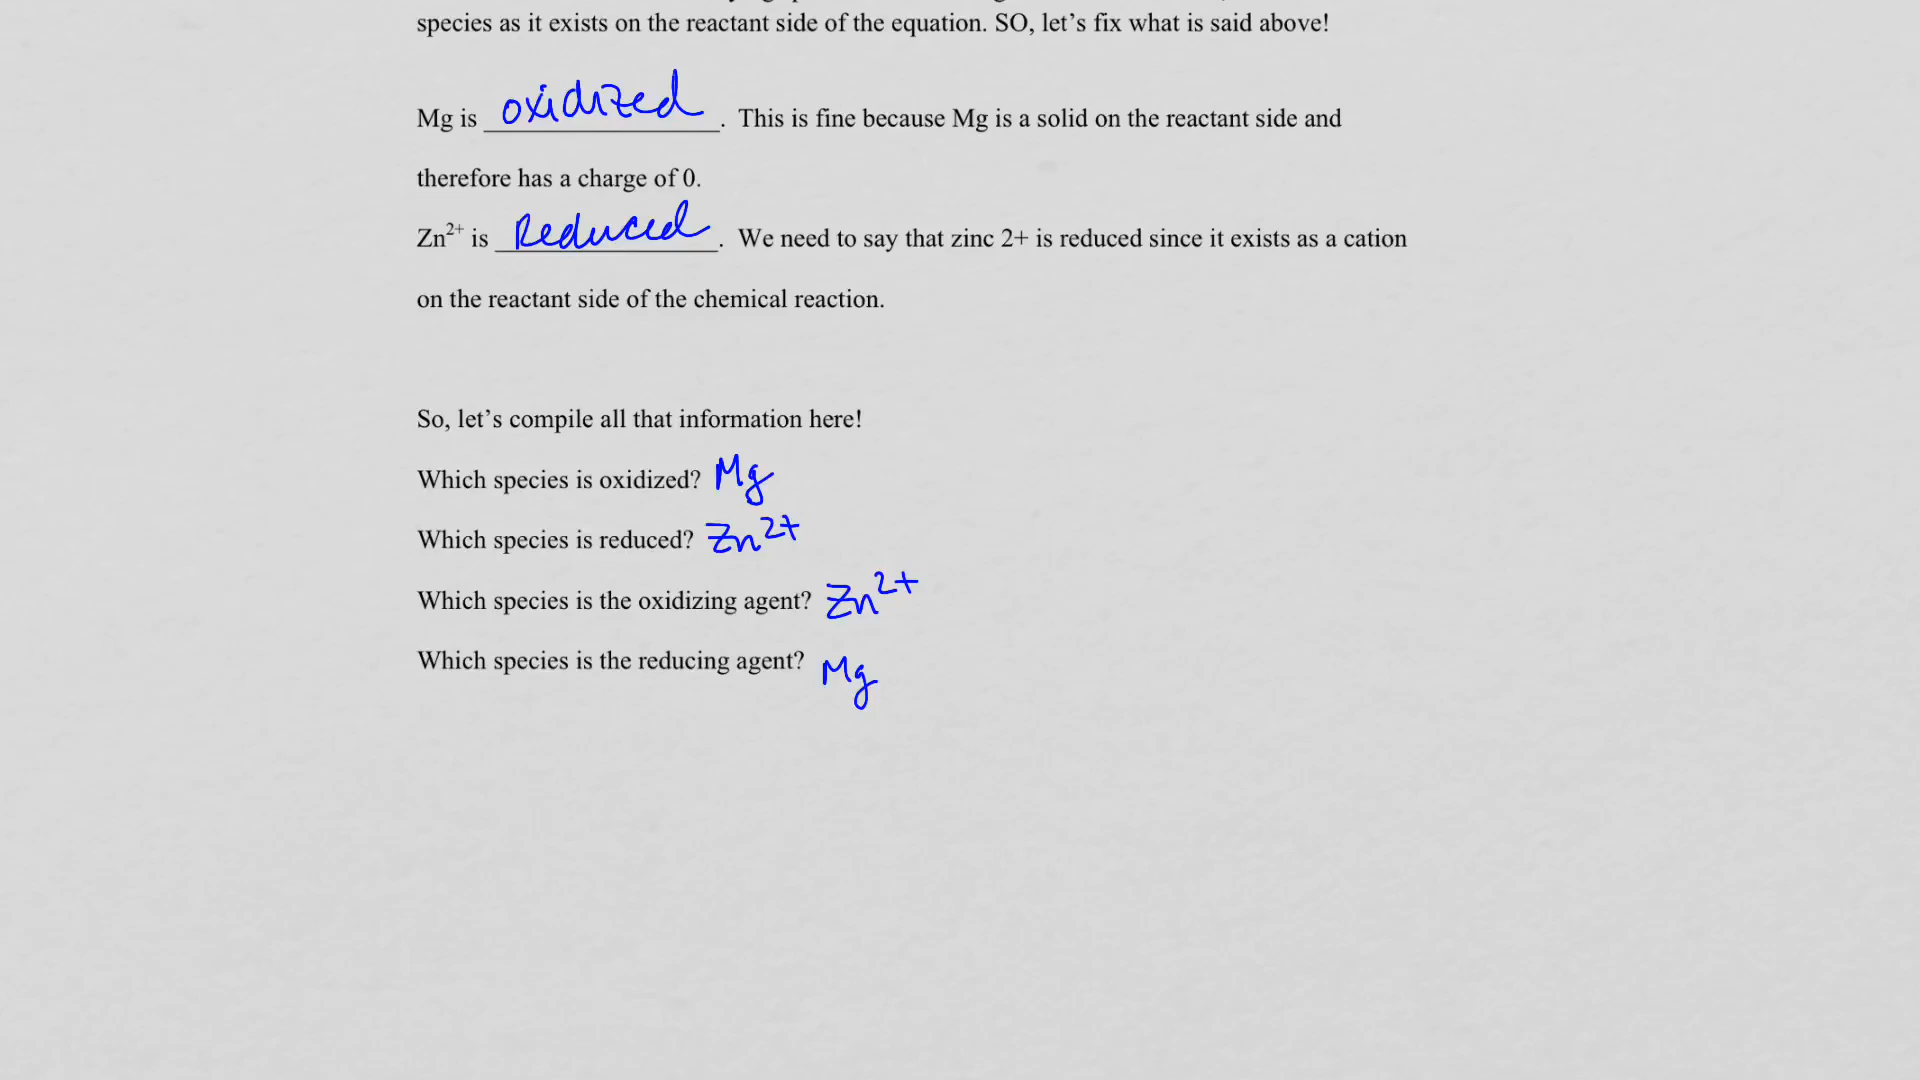 species as it exists on the reactant side of the equation. SO, let’s fix what is said above!
Mg is oxidized. This is fine because Mg is a solid on the reactant side and
therefore has a charge of 0.
Zn²⁺ is Reduced. We need to say that zinc 2+ is reduced since it exists as a cation
on the reactant side of the chemical reaction.
So, let’s compile all that information here!
Which species is oxidized? Mg
Which species is reduced? Zn²⁺
Which species is the oxidizing agent? Zn²⁺
Which species is the reducing agent? Mg